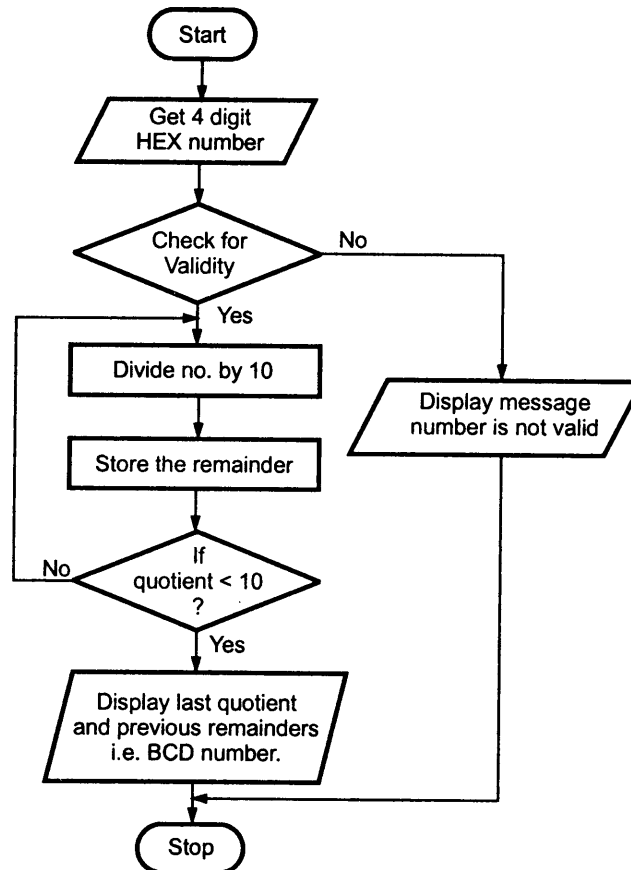 Start
Get 4 digit
HEX number
Check for
Validity
No
Yes
Divide no. by 10
Display message
number is not valid
Store the remainder
If
quotient < 10
?
No
Yes
Display last quotient
and previous remainders
i.e. BCD number.
Stop